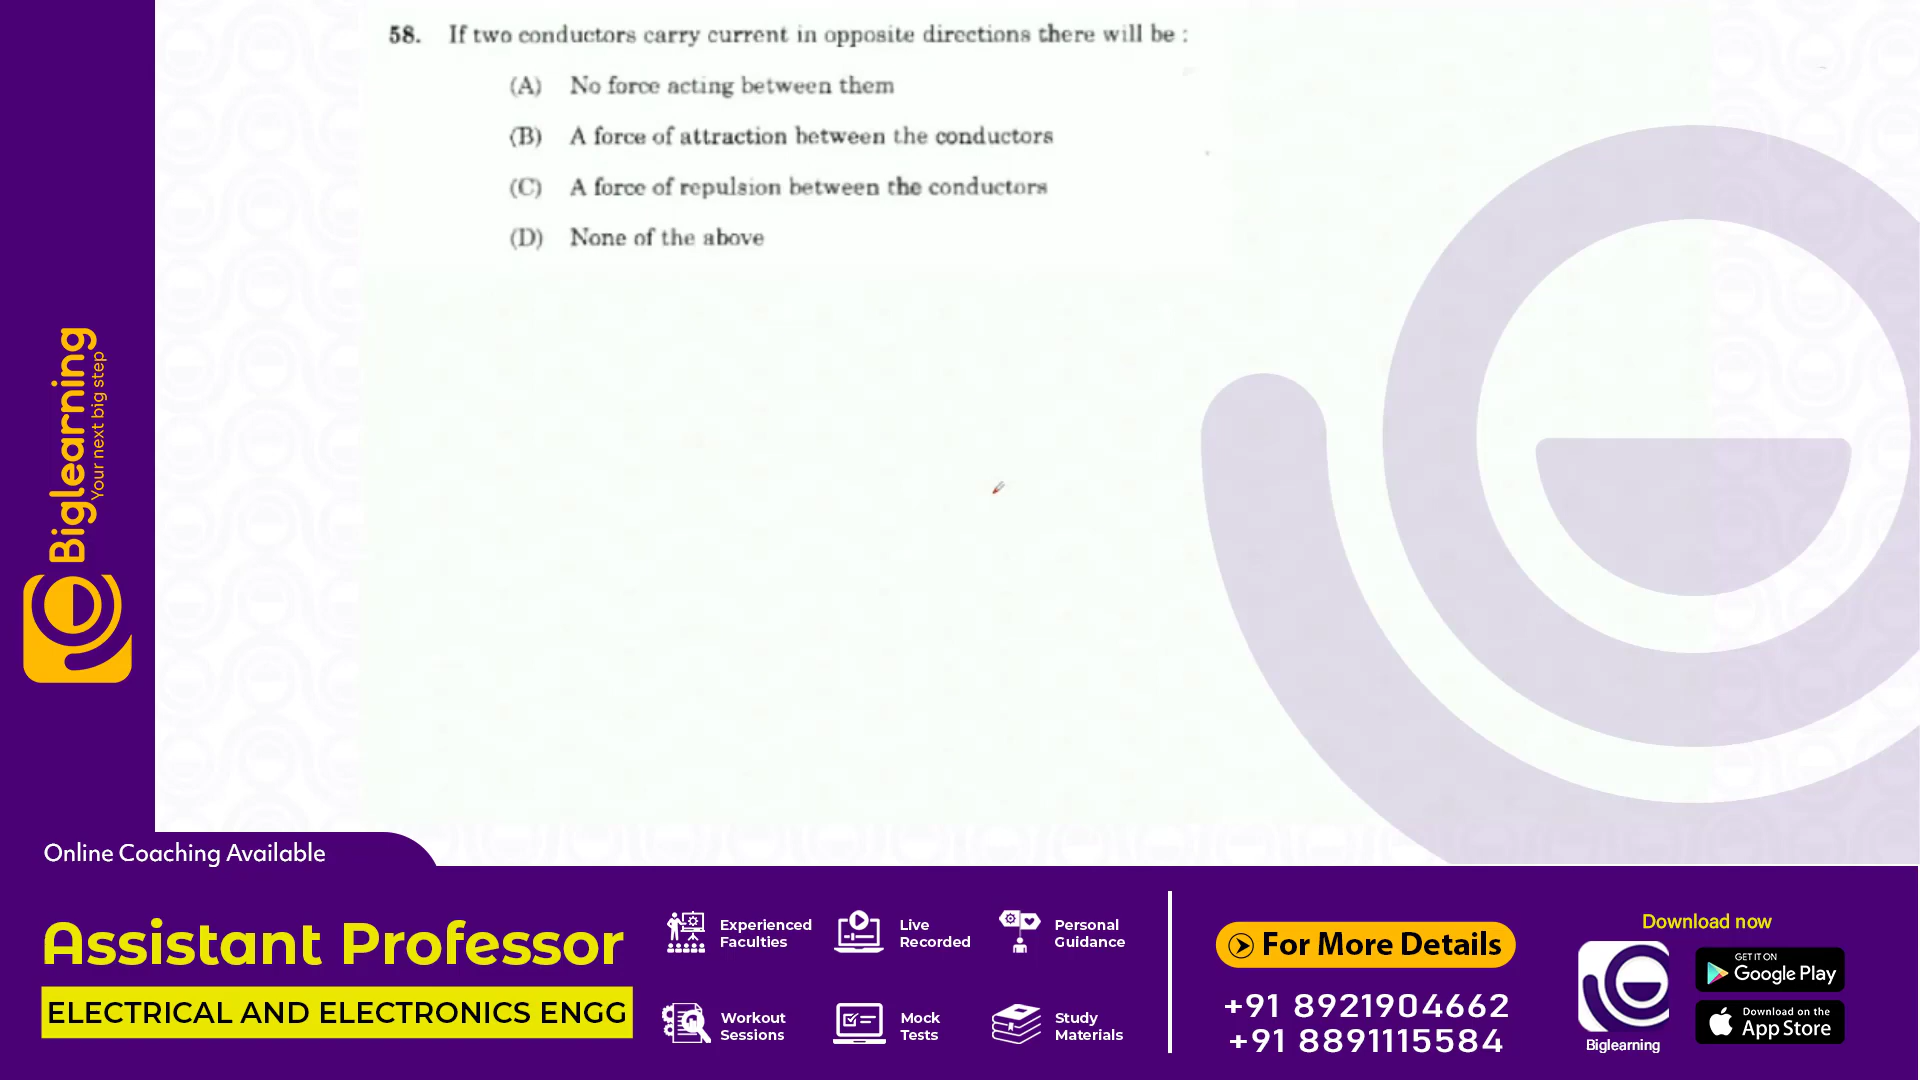 58. If two conductors carry current in opposite directions there will be :
(A) No force acting between them
(B) A force of attraction between the conductors
(C) A force of repulsion between the conductors
(D) None of the above
Biglearning
Your next big step
Online Coaching Available
Assistant Professor
ELECTRICAL AND ELECTRONICS ENGG
Experienced
Faculties
Live
Recorded
Personal
Guidance
Workout
Sessions
Mock
Tests
Study
Materials
For More Details
+91 8921904662
+91 8891115584
Download now
Biglearning
GET IT ON
Google Play
Download on the
App Store